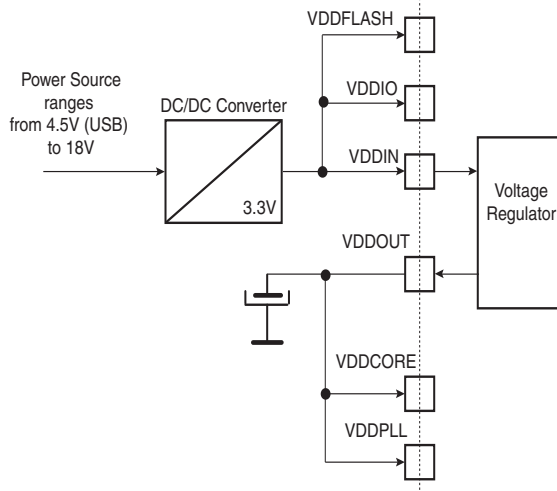 VDDFLASH
Power Source
ranges
from 4.5V (USB)
to 18V
DC/DC Converter
VDDIO
VDDIN
3.3V
Voltage
Regulator
VDDOUT
VDDCORE
VDDPLL